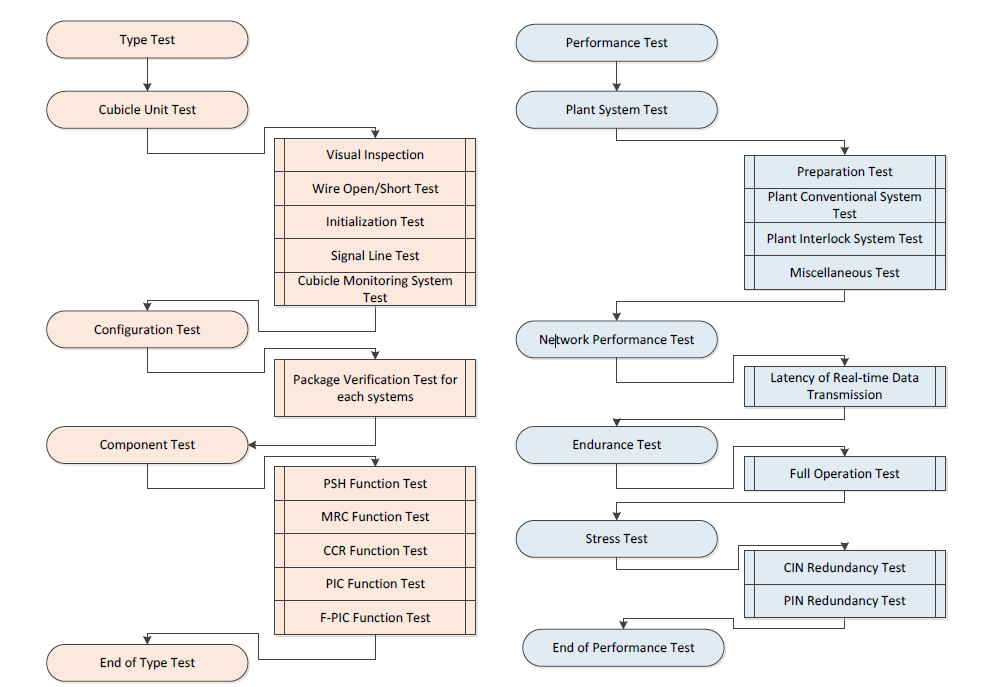 Type Test
Cubicle Unit Test
Visual Inspection
Wire Open/Short Test
Initialization Test
Signal Line Test
Cubicle Monitoring System
Test
Configuration Test
Package Verification Test for
each systems
Component Test
PSH Function Test
MRC Function Test
CCR Function Test
PIC Function Test
F-PIC Function Test
End of Type Test
Performance Test
Plant System Test
Preparation Test
Plant Conventional System
Test
Plant Interlock System Test
Miscellaneous Test
Network Performance Test
Latency of Real-time Data
Transmission
Endurance Test
Full Operation Test
Stress Test
CIN Redundancy Test
PIN Redundancy Test
End of Performance Test